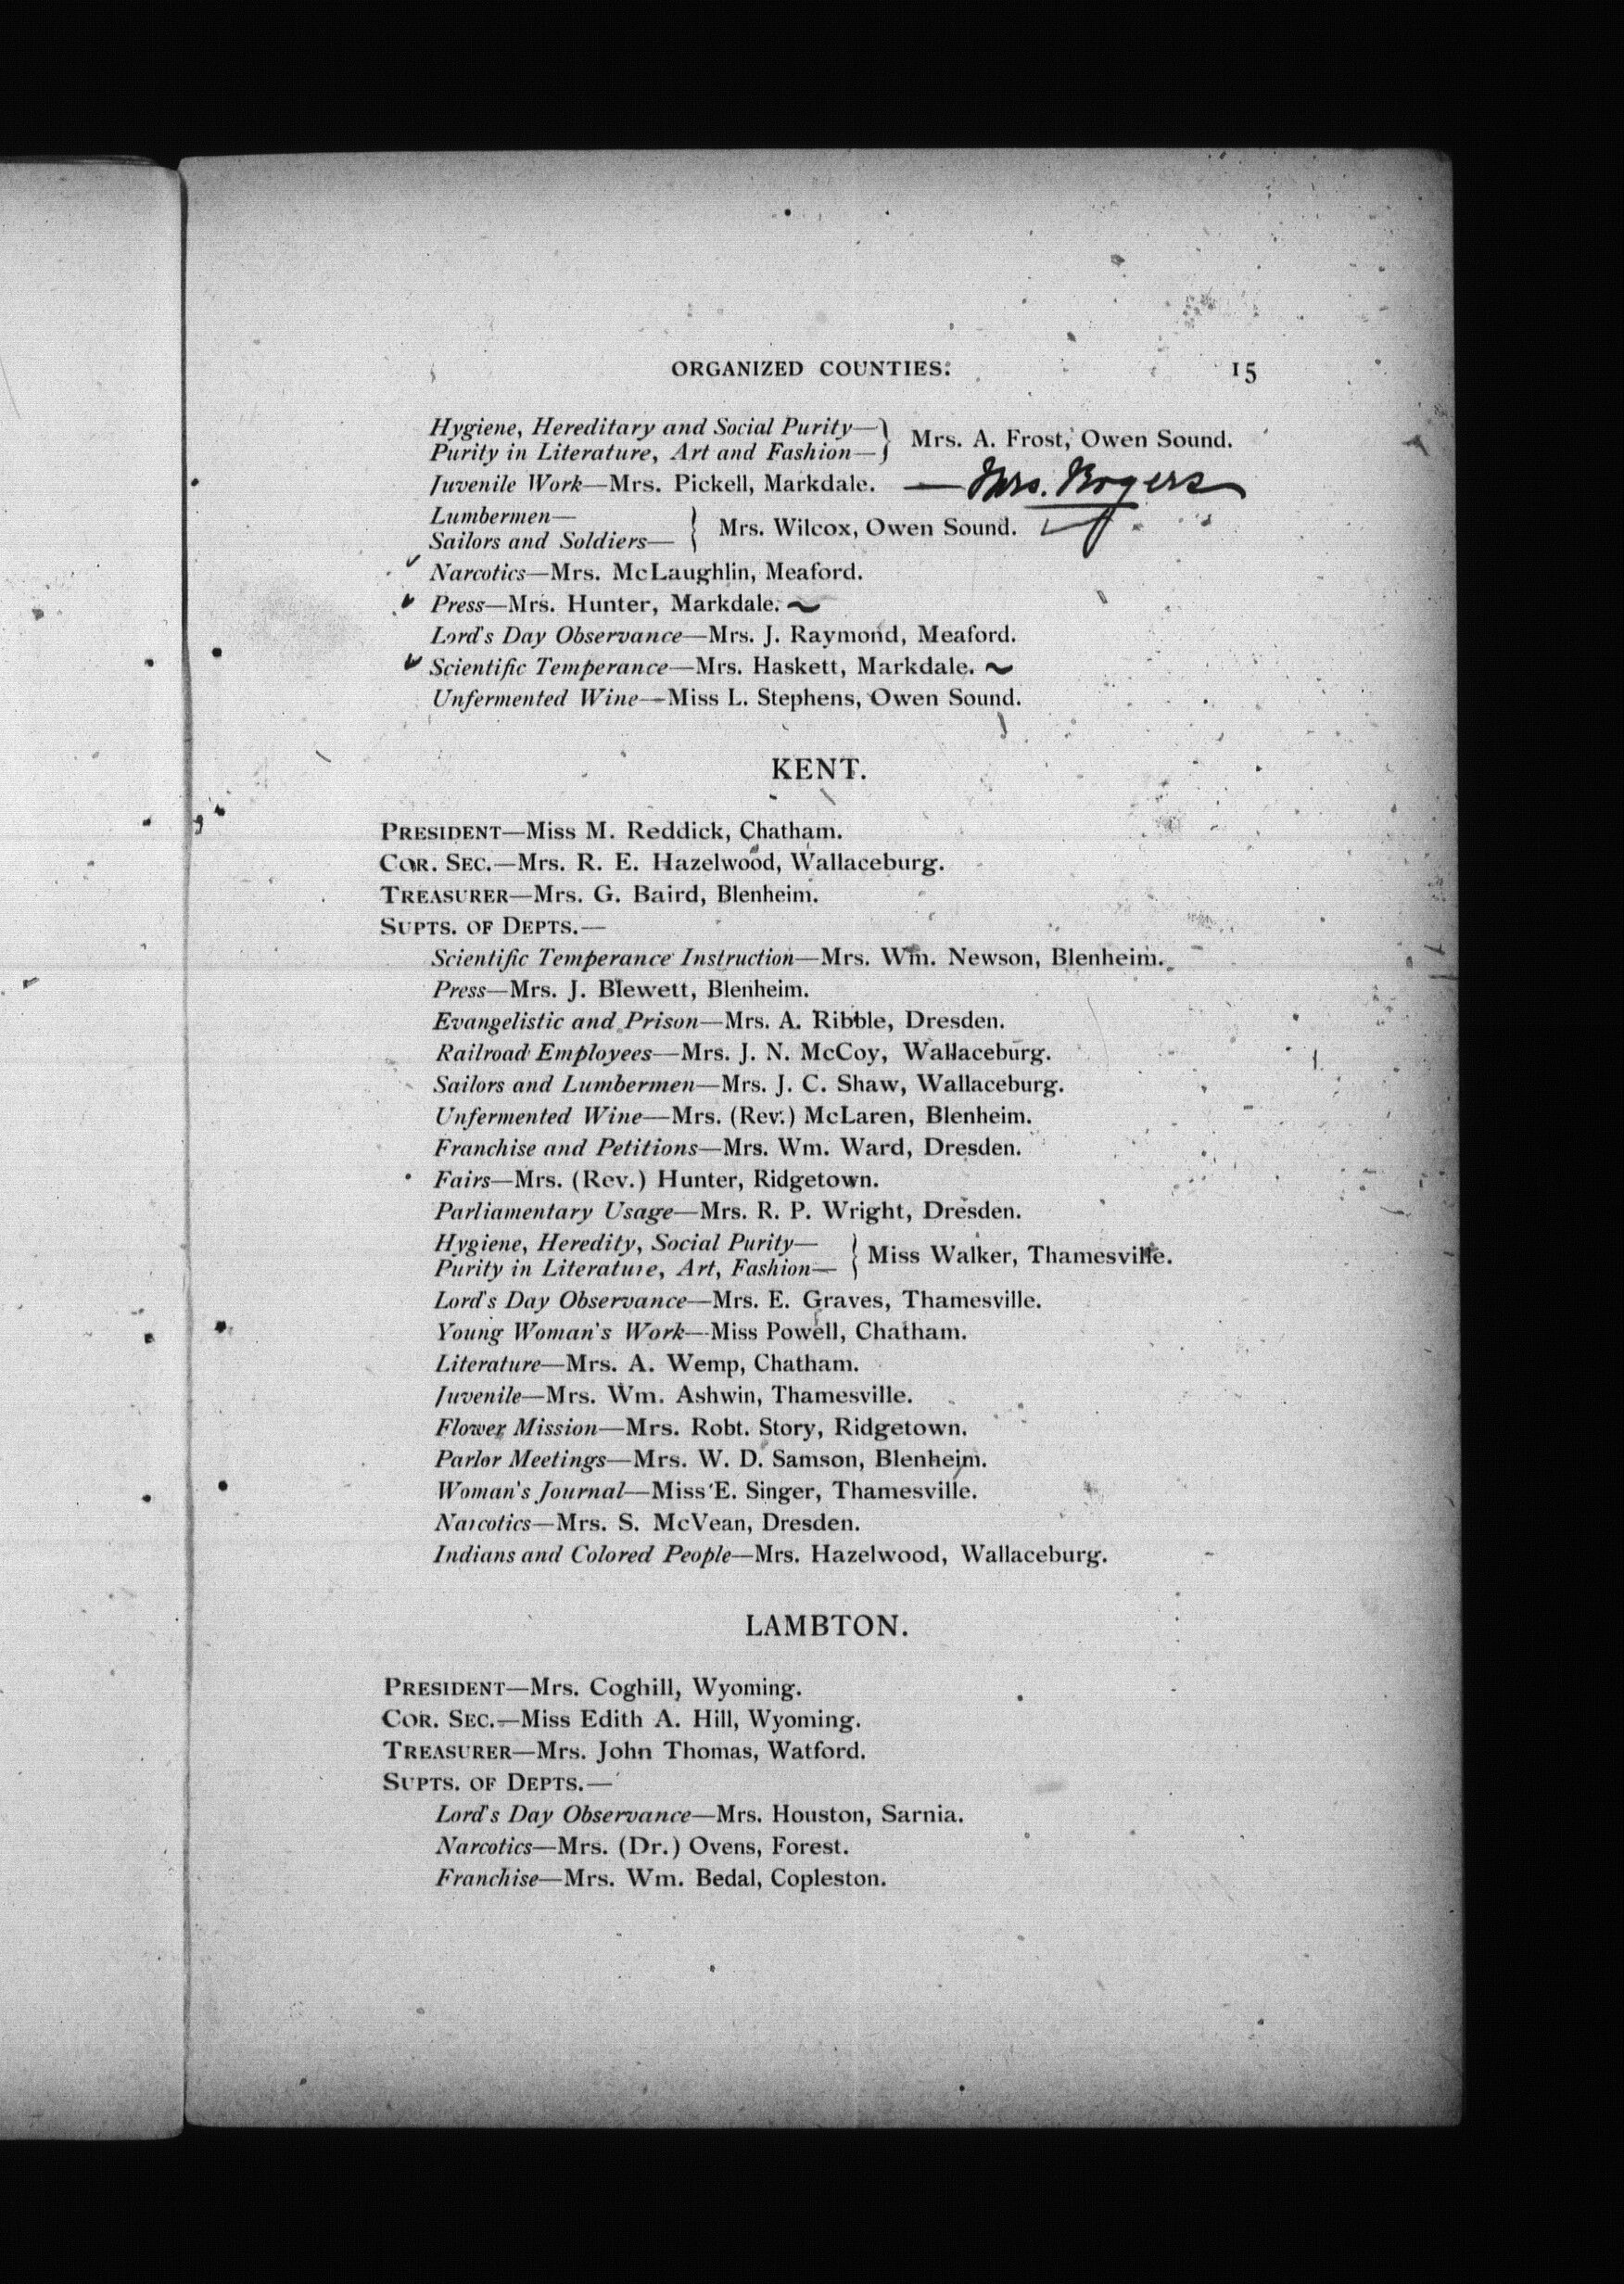 ORGANIZED COUNTIES. 15
Hygiene, Hereditary and Social Purity—
Purity in Literature, Art and Fashion—} Mrs. A. Frost, Owen Sound.
Juvenile Work—Mrs. Pickell, Markdale. — Mrs. Rogers
Lumbermen—
Sailors and Soldiers—} Mrs. Wilcox, Owen Sound.
✓ Narcotics—Mrs. McLaughlin, Meaford.
✓ Press—Mrs. Hunter, Markdale. ~
Lord's Day Observance—Mrs. J. Raymond, Meaford.
✓ Scientific Temperance—Mrs. Haskett, Markdale. ~
Unfermented Wine—Miss L. Stephens, Owen Sound.
KENT.
PRESIDENT—Miss M. Reddick, Chatham.
COR. SEC.—Mrs. R. E. Hazelwood, Wallaceburg.
TREASURER—Mrs. G. Baird, Blenheim.
SUPTS. OF DEPTS.—
Scientific Temperance Instruction—Mrs. Wm. Newson, Blenheim.
Press—Mrs. J. Blewett, Blenheim.
Evangelistic and Prison—Mrs. A. Ribble, Dresden.
Railroad Employees—Mrs. J. N. McCoy, Wallaceburg.
Sailors and Lumbermen—Mrs. J. C. Shaw, Wallaceburg.
Unfermented Wine—Mrs. (Rev.) McLaren, Blenheim.
Franchise and Petitions—Mrs. Wm. Ward, Dresden.
Fairs—Mrs. (Rev.) Hunter, Ridgetown.
Parliamentary Usage—Mrs. R. P. Wright, Dresden.
Hygiene, Heredity, Social Purity—
Purity in Literature, Art, Fashion—} Miss Walker, Thamesville.
Lord's Day Observance—Mrs. E. Graves, Thamesville.
Young Woman's Work—Miss Powell, Chatham.
Literature—Mrs. A. Wemp, Chatham.
Juvenile—Mrs. Wm. Ashwin, Thamesville.
Flower Mission—Mrs. Robt. Story, Ridgetown.
Parlor Meetings—Mrs. W. D. Samson, Blenheim.
Woman's Journal—Miss E. Singer, Thamesville.
Narcotics—Mrs. S. McVean, Dresden.
Indians and Colored People—Mrs. Hazelwood, Wallaceburg.
LAMBTON.
PRESIDENT—Mrs. Coghill, Wyoming.
COR. SEC.—Miss Edith A. Hill, Wyoming.
TREASURER—Mrs. John Thomas, Watford.
SUPTS. OF DEPTS.—
Lord's Day Observance—Mrs. Houston, Sarnia.
Narcotics—Mrs. (Dr.) Ovens, Forest.
Franchise—Mrs. Wm. Bedal, Copleston.